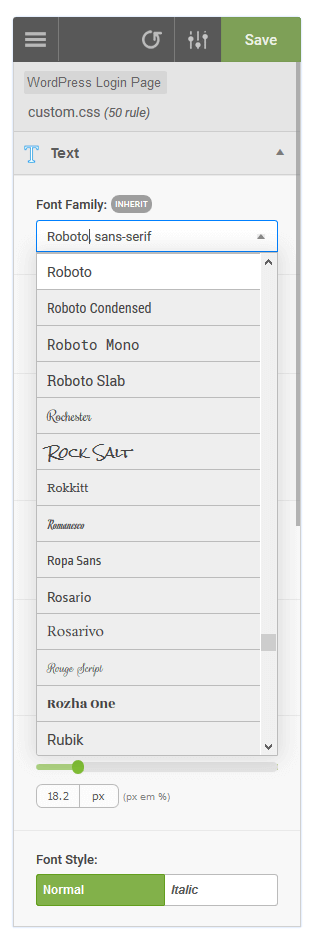 Save
WordPress Login Page
custom.css (50 rule)
Text
Font Family: INHERIT
Roboto, sans-serif
Roboto
Roboto Condensed
Roboto Mono
Roboto Slab
Rochester
Rock Salt
Rokkitt
Romanesco
Ropa Sans
Rosario
Rosarivo
Rouge Script
Rozha One
Rubik
18.2 px (px em %)
Font Style:
Normal Italic